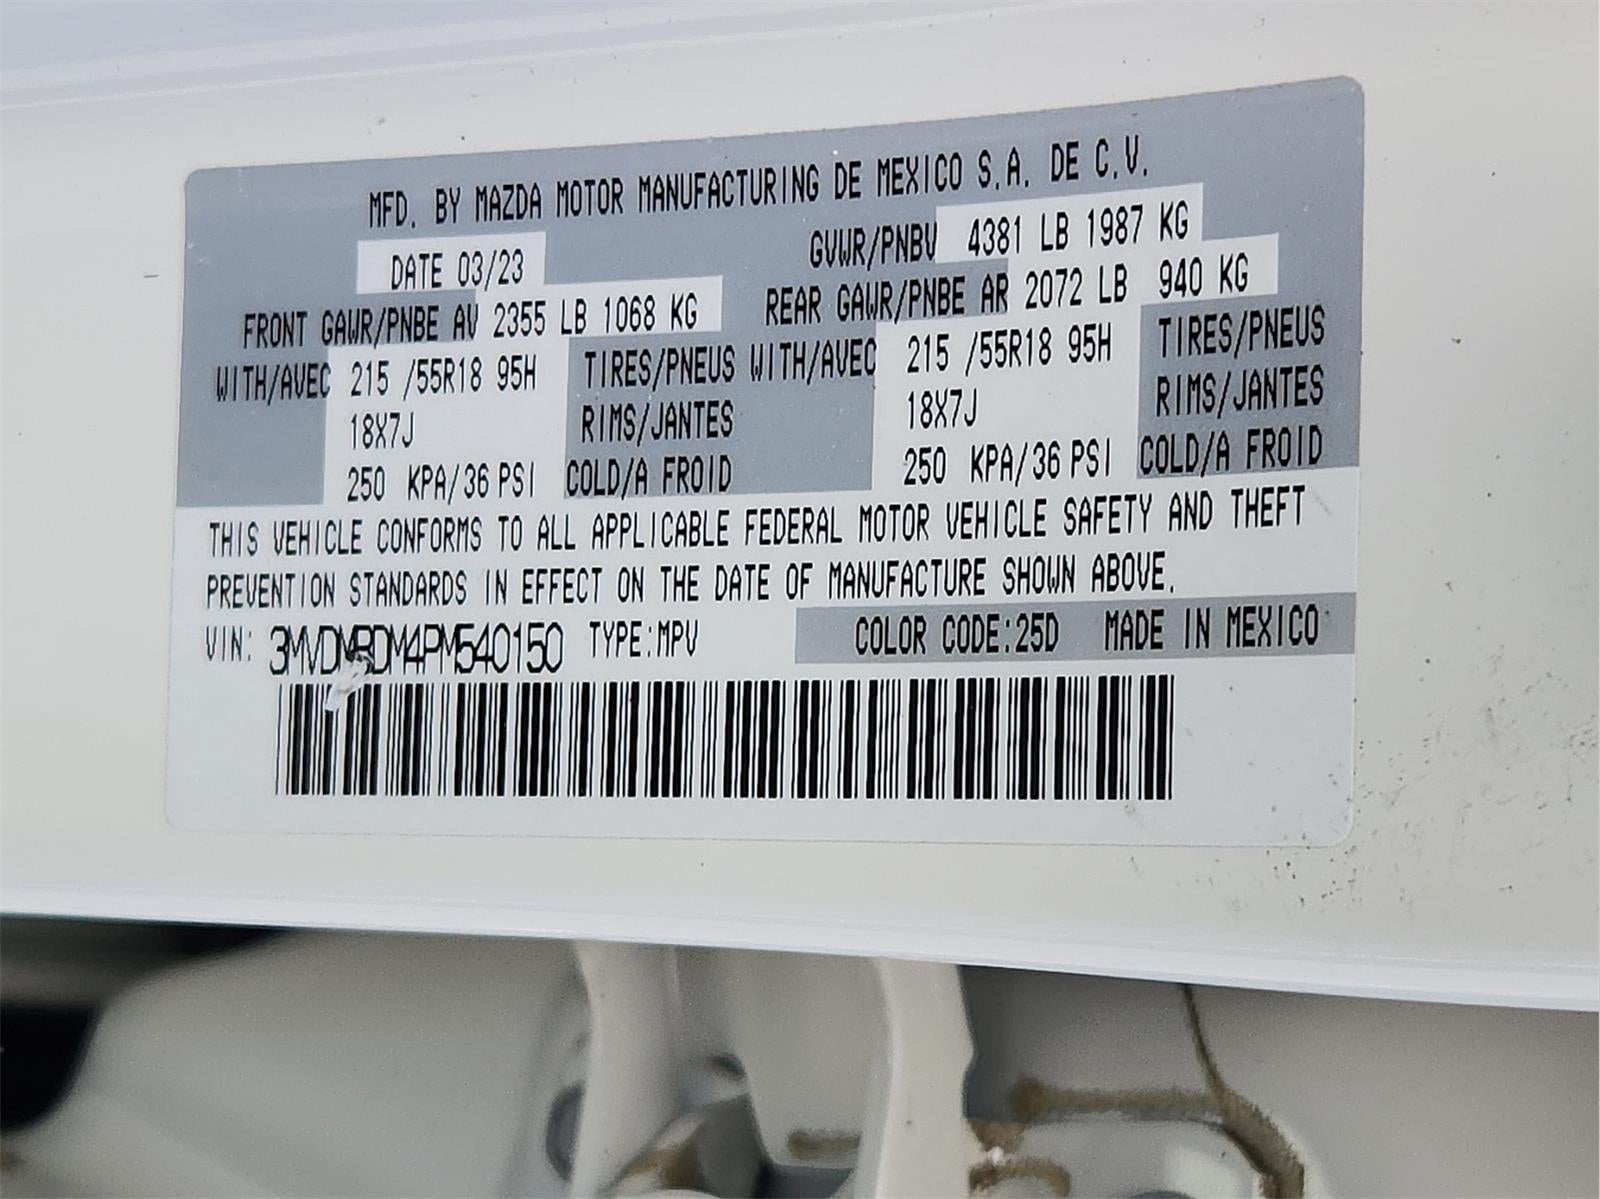 MFD. BY MAZDA MOTOR MANUFACTURING DE MEXICO S.A. DE C.V.
DATE 03/23 GVWR/PNBV 4381 LB 1987 KG
FRONT GAWR/PNBE AV 2355 LB 1068 KG REAR GAWR/PNBE AR 2072 LB 940 KG
WITH/AVEC 215 /55R18 95H TIRES/PNEUS WITH/AVEC 215 /55R18 95H TIRES/PNEUS
18X7J RIMS/JANTES 18X7J RIMS/JANTES
250 KPA/36 PSI COLD/A FROID 250 KPA/36 PSI COLD/A FROID
THIS VEHICLE CONFORMS TO ALL APPLICABLE FEDERAL MOTOR VEHICLE SAFETY AND THEFT
PREVENTION STANDARDS IN EFFECT ON THE DATE OF MANUFACTURE SHOWN ABOVE.
VIN: 3MVDMBDM4PM540150 TYPE:MPV COLOR CODE:25D MADE IN MEXICO